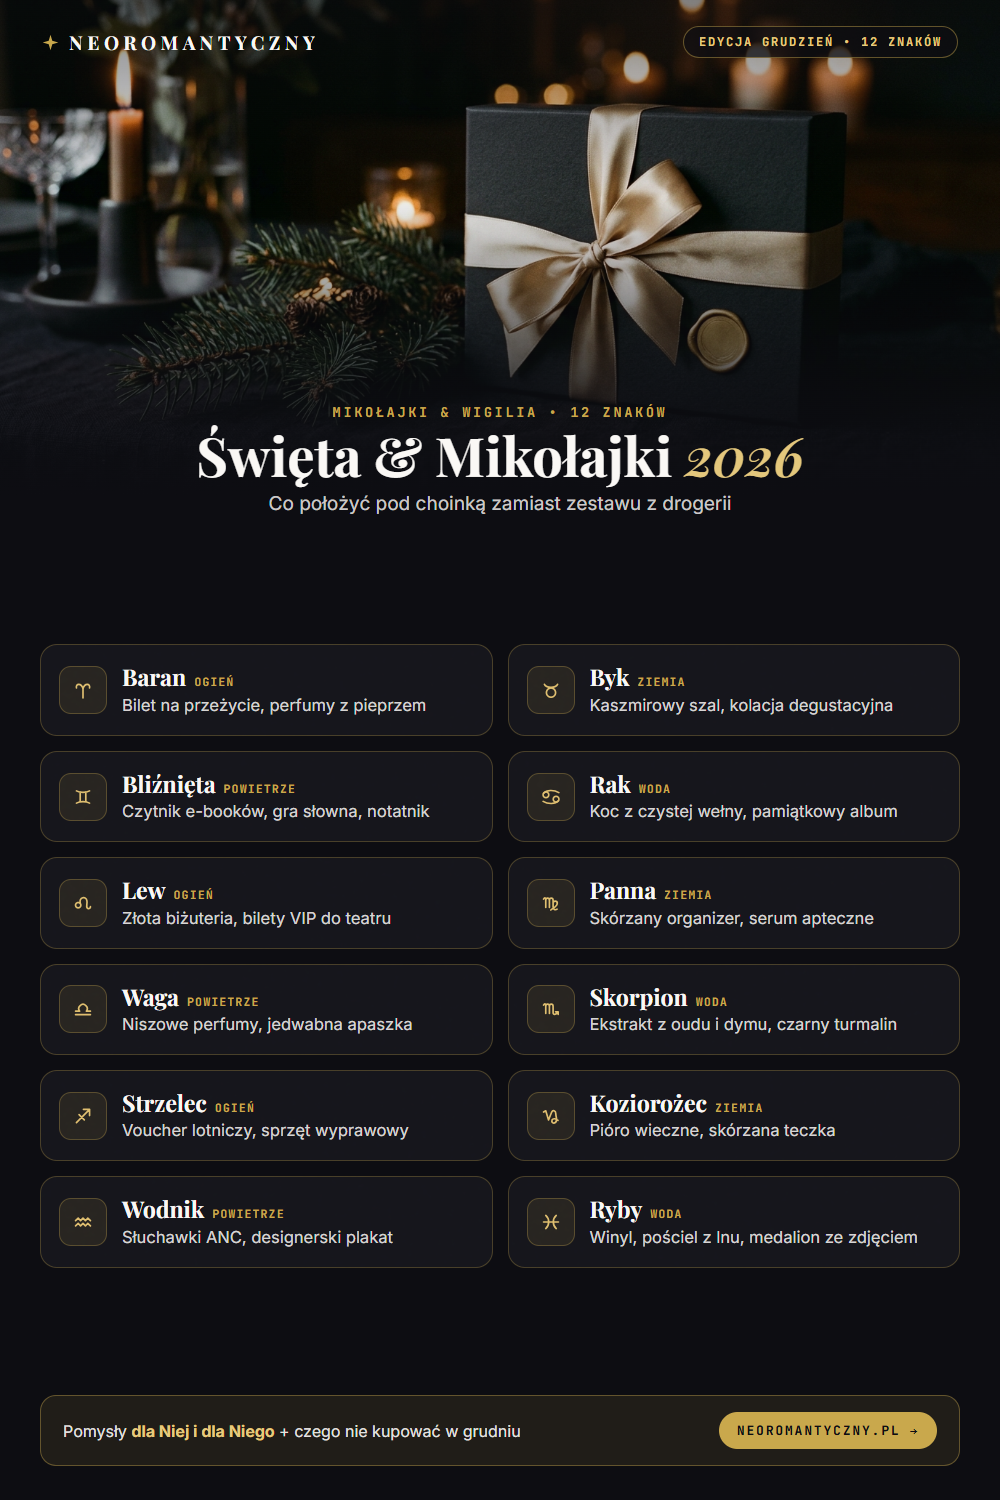 NEOROMANTYCZNY
EDYCJA GRUDZIEŃ • 12 ZNAKÓW
MIKOŁAJKI & WIGILIA • 12 ZNAKÓW
Święta & Mikołajki 2026
Co położyć pod choinką zamiast zestawu z drogerii
Baran OGIEŃ
Bilet na przeżycie, perfumy z pieprzem
Byk ZIEMIA
Kaszmirowy szal, kolacja degustacyjna
Bliźnięta POWIETRZE
Czytnik e-booków, gra słowna, notatnik
Rak WODA
Koc z czystej wełny, pamiątkowy album
Lew OGIEŃ
Złota biżuteria, bilety VIP do teatru
Panna ZIEMIA
Skórzany organizer, serum apteczne
Waga POWIETRZE
Niszowe perfumy, jedwabna apaszka
Skorpion WODA
Ekstrakt z oudu i dymu, czarny turmalin
Strzelec OGIEŃ
Voucher lotniczy, sprzęt wyprawowy
Koziorożec ZIEMIA
Pióro wieczne, skórzana teczka
Wodnik POWIETRZE
Słuchawki ANC, designerski plakat
Ryby WODA
Winyl, pościel z lnu, medalion ze zdjęciem
Pomysły dla Niej i dla Niego + czego nie kupować w grudniu
NEOROMANTYCZNY.PL →